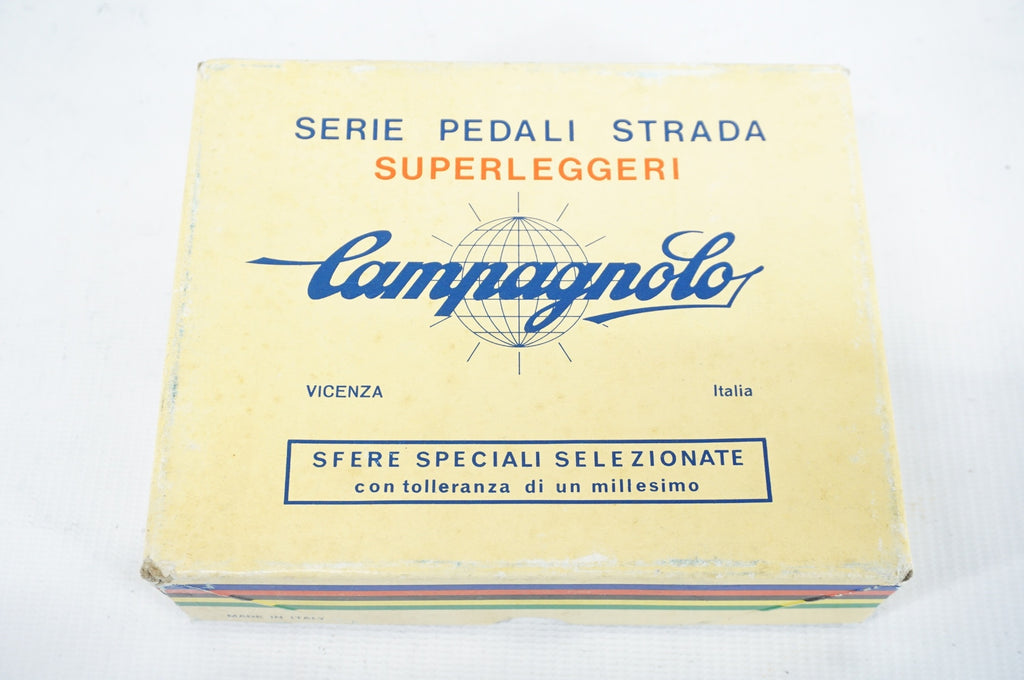 SERIE PEDALI STRADA
SUPERLEGGERI
Campagnolo
VICENZA Italia
SFERE SPECIALI SELEZIONATE
con tolleranza di un millesimo
MADE IN ITALY